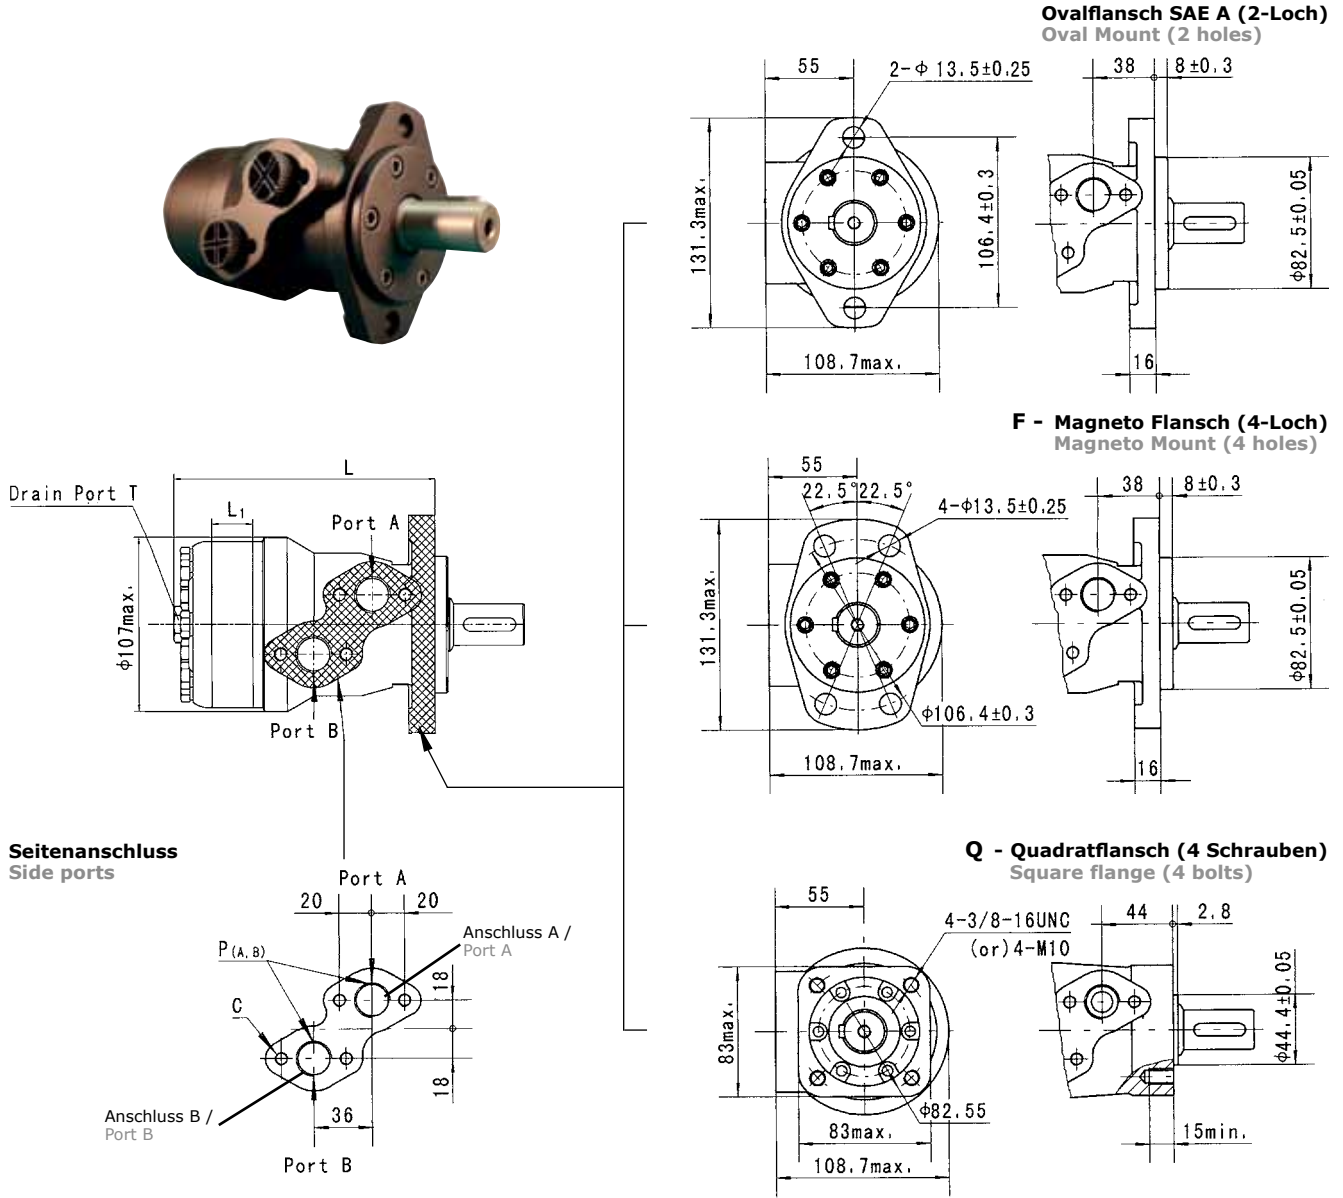 Ovalflansch SAE A (2-Loch)
Oval Mount (2 holes)
55
2-ϕ 13.5±0.25
38
8±0.3
131.3max.
106.4±0.3
ϕ82.5±0.05
108.7max.
16
F - Magneto Flansch (4-Loch)
Magneto Mount (4 holes)
55
22.5° 22.5°
4-ϕ13.5±0.25
38
8±0.3
131.3max.
ϕ82.5±0.05
ϕ106.4±0.3
108.7max.
16
L
Drain Port T
L1
Port A
ϕ107max.
Port B
Seitenanschluss
Side ports
Port A
20
20
Anschluss A /
Port A
P(A, B)
18
C
18
Anschluss B /
Port B
36
Port B
Q - Quadratflansch (4 Schrauben)
Square flange (4 bolts)
55
4-3/8-16UNC
(or)4-M10
44
2.8
83max.
ϕ44.4±0.05
ϕ82.55
83max.
15min.
108.7max.